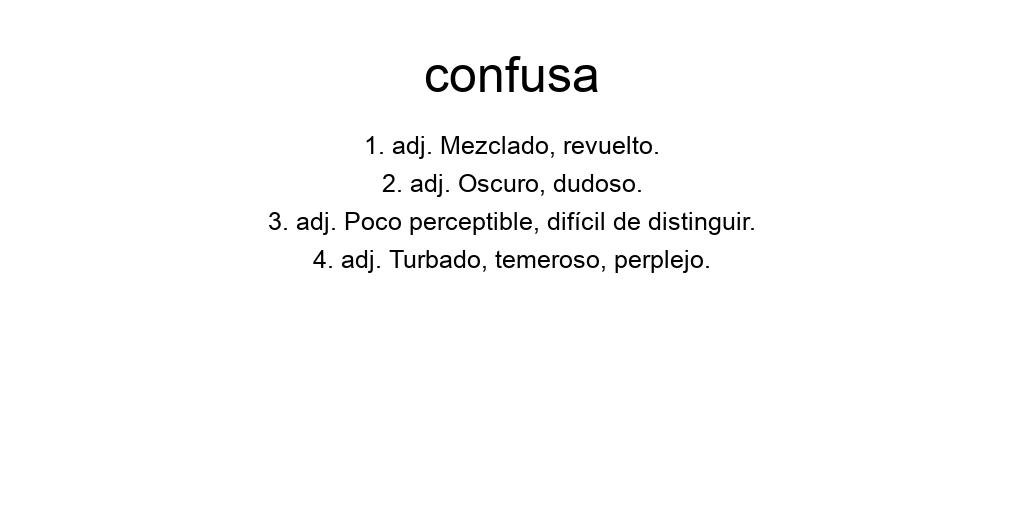 confusa
1. adj. Mezclado, revuelto.
2. adj. Oscuro, dudoso.
3. adj. Poco perceptible, difícil de distinguir.
4. adj. Turbado, temeroso, perplejo.